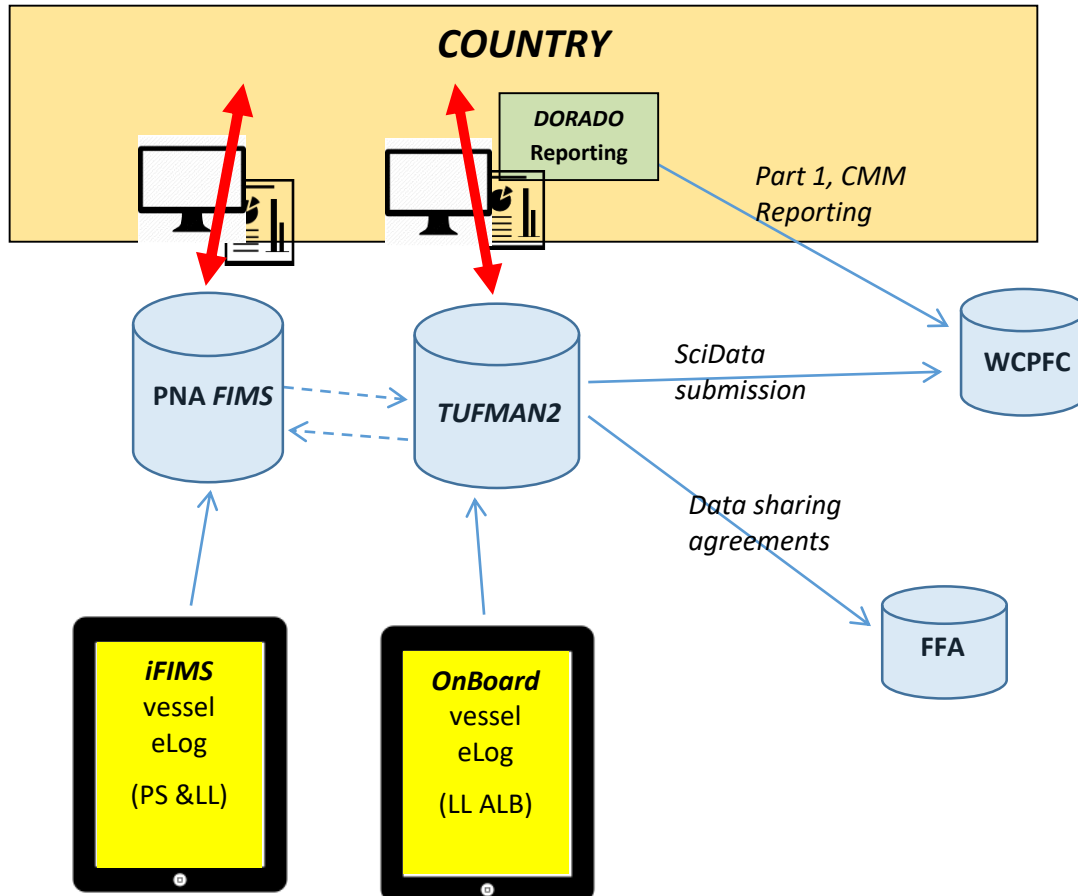 COUNTRY
DORADO
Reporting
Part 1, CMM
Reporting
PNA FIMS
TUFMAN2
SciData
submission
WCPFC
Data sharing
agreements
FFA
iFIMS
vessel
eLog
(PS &LL)
OnBoard
vessel
eLog
(LL ALB)